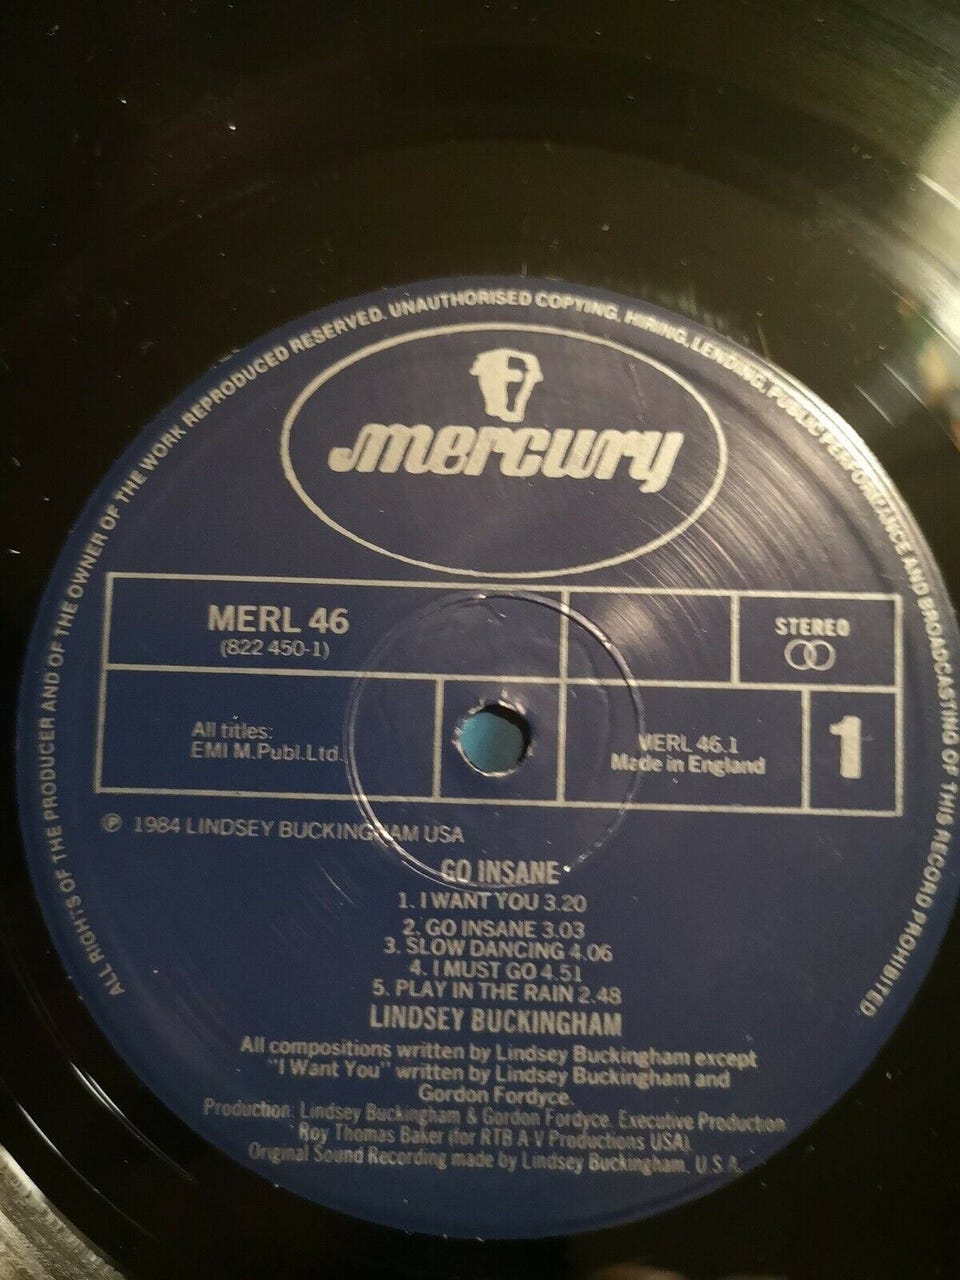 ALL RIGHTS OF THE PRODUCER AND OF THE OWNER OF THE WORK REPRODUCED RESERVED. UNAUTHORISED COPYING, HIRING, LENDING, PUBLIC PERFORMANCE AND BROADCASTING OF THIS RECORD PROHIBITED.
mercury
MERL 46
(822 450-1)
STEREO
All titles:
EMI M.Publ.Ltd.
MERL 46.1
Made in England
1
℗ 1984 LINDSEY BUCKINGHAM USA
GO INSANE
1. I WANT YOU 3.20
2. GO INSANE 3.03
3. SLOW DANCING 4.06
4. I MUST GO 4.51
5. PLAY IN THE RAIN 2.48
LINDSEY BUCKINGHAM
All compositions written by Lindsey Buckingham except
"I Want You" written by Lindsey Buckingham and
Gordon Fordyce.
Production: Lindsey Buckingham & Gordon Fordyce. Executive Production
Roy Thomas Baker (for RTB A V Productions USA).
Original Sound Recording made by Lindsey Buckingham, U.S.A.